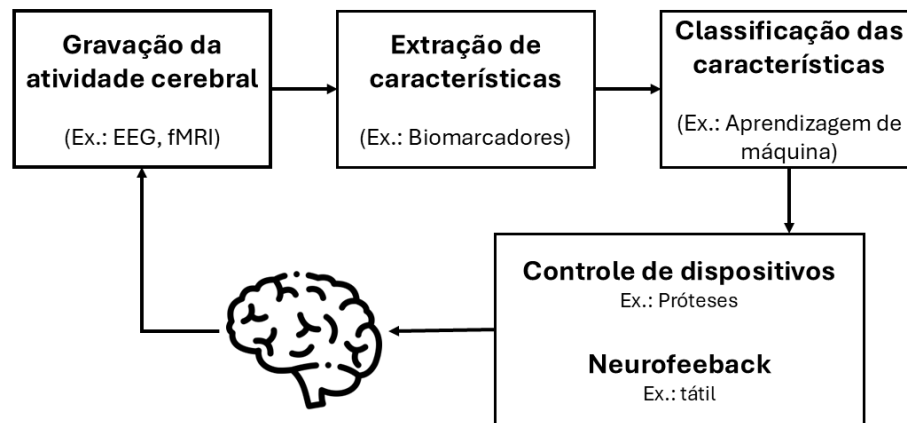 Gravação da
atividade cerebral
(Ex.: EEG, fMRI)
Extração de
características
(Ex.: Biomarcadores)
Classificação das
características
(Ex.: Aprendizagem de
máquina)
Controle de dispositivos
Ex.: Próteses
Neurofeeback
Ex.: tátil